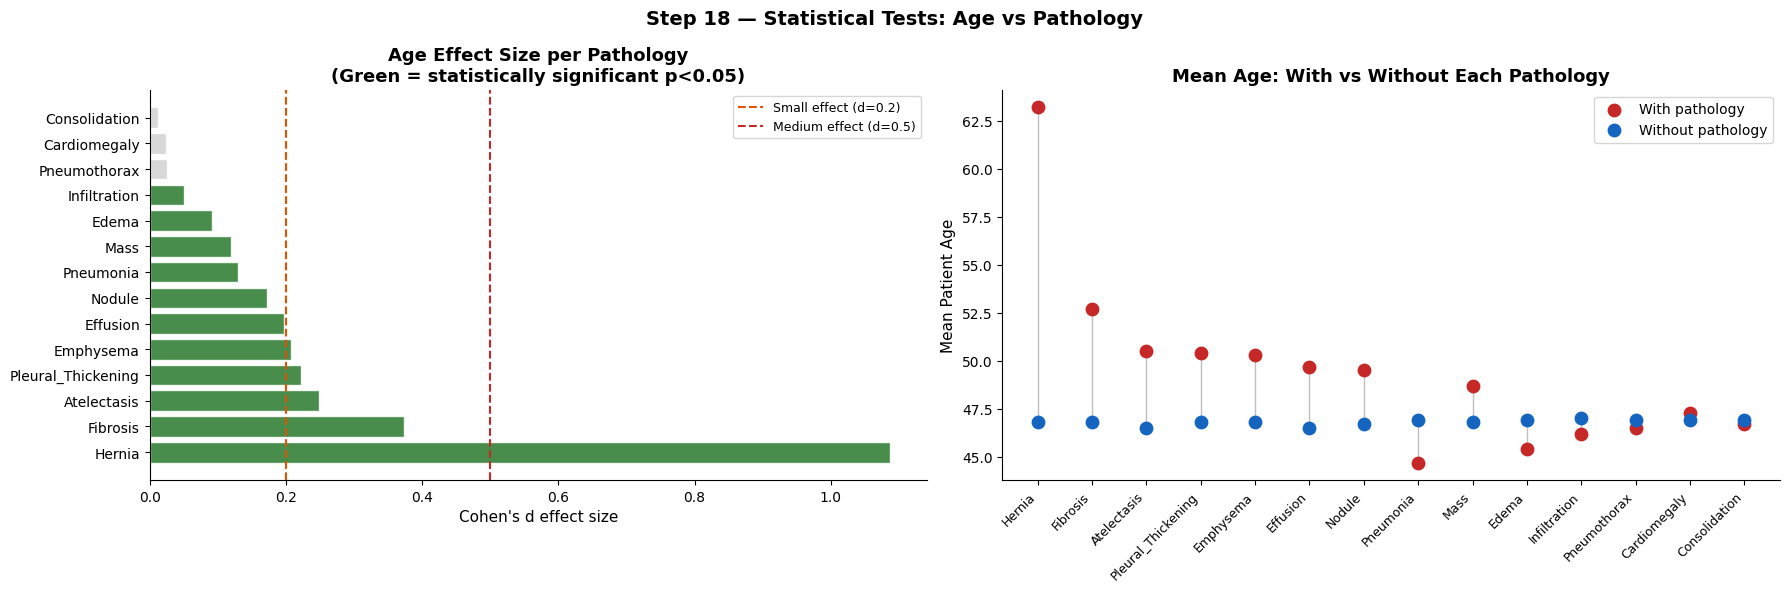 Step 18 — Statistical Tests: Age vs Pathology
Age Effect Size per Pathology
(Green = statistically significant p<0.05)
Small effect (d=0.2)
Medium effect (d=0.5)
Consolidation
Cardiomegaly
Pneumothorax
Infiltration
Edema
Mass
Pneumonia
Nodule
Effusion
Emphysema
Pleural_Thickening
Atelectasis
Fibrosis
Hernia
0.0 0.2 0.4 0.6 0.8 1.0
Cohen's d effect size
Mean Age: With vs Without Each Pathology
With pathology
Without pathology
Mean Patient Age
62.5
60.0
57.5
55.0
52.5
50.0
47.5
45.0
Hernia
Fibrosis
Atelectasis
Pleural_Thickening
Emphysema
Effusion
Nodule
Pneumonia
Mass
Edema
Infiltration
Pneumothorax
Cardiomegaly
Consolidation